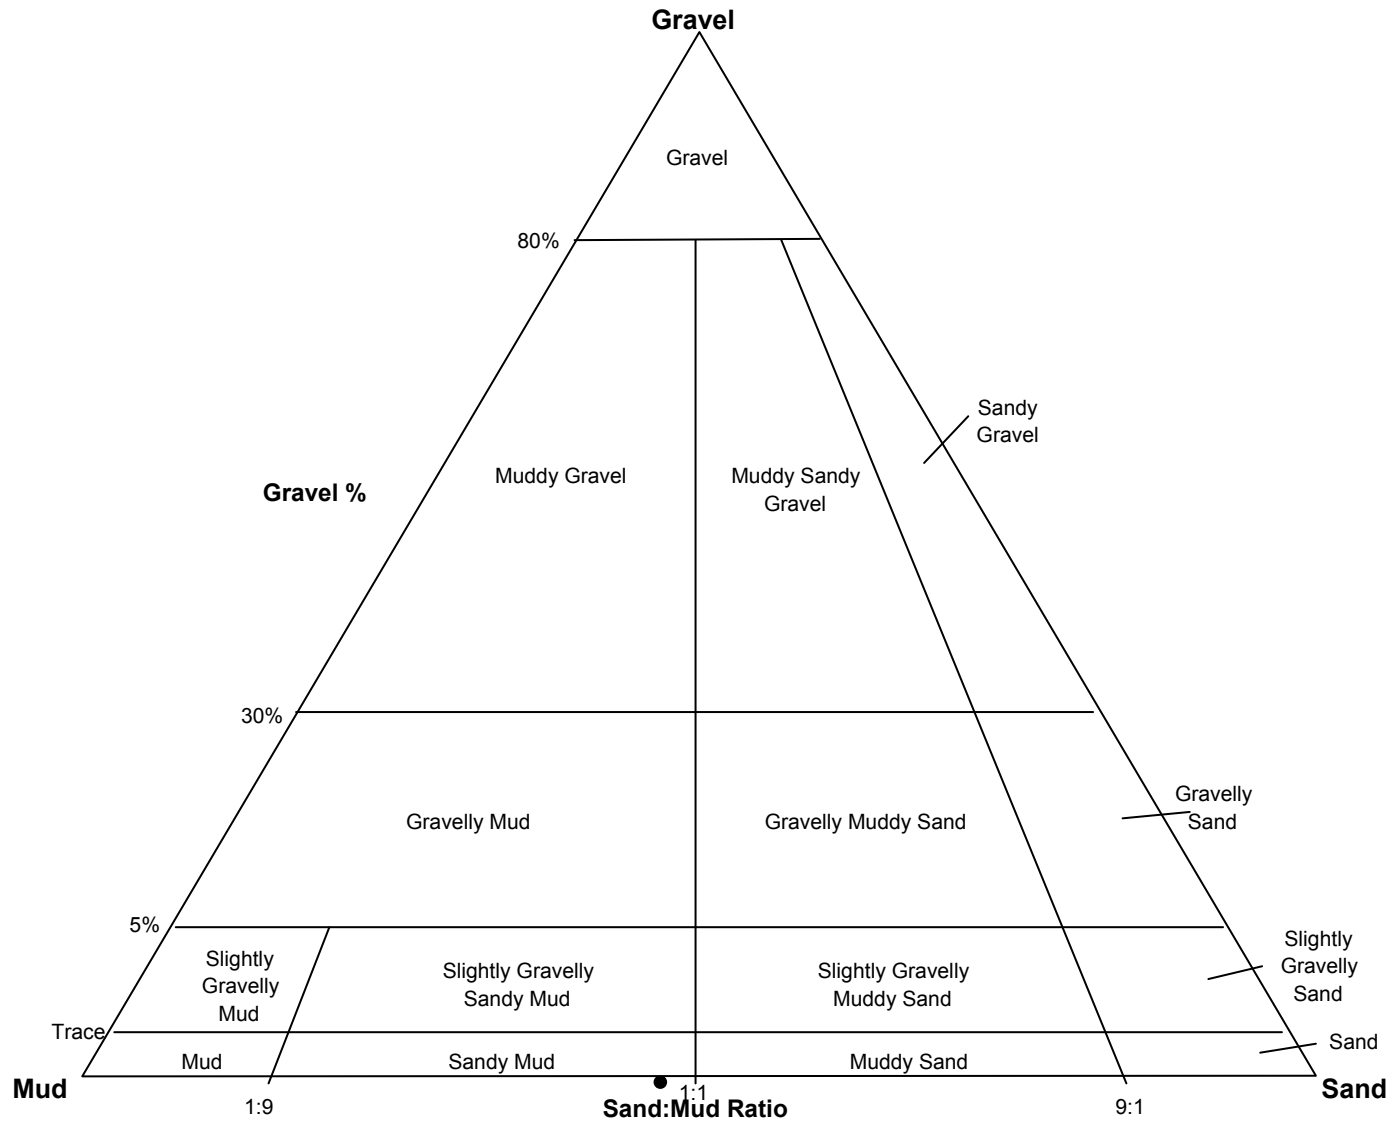 Gravel
Gravel
80%
Sandy
Gravel
Muddy Gravel
Muddy Sandy
Gravel
Gravel %
30%
Gravelly
Sand
Gravelly Mud
Gravelly Muddy Sand
5%
Slightly
Gravelly
Mud
Slightly Gravelly
Sandy Mud
Slightly Gravelly
Muddy Sand
Slightly
Gravelly
Sand
Trace
Mud
Sandy Mud
Muddy Sand
Sand
Mud
Sand
1:9
1:1
9:1
Sand:Mud Ratio